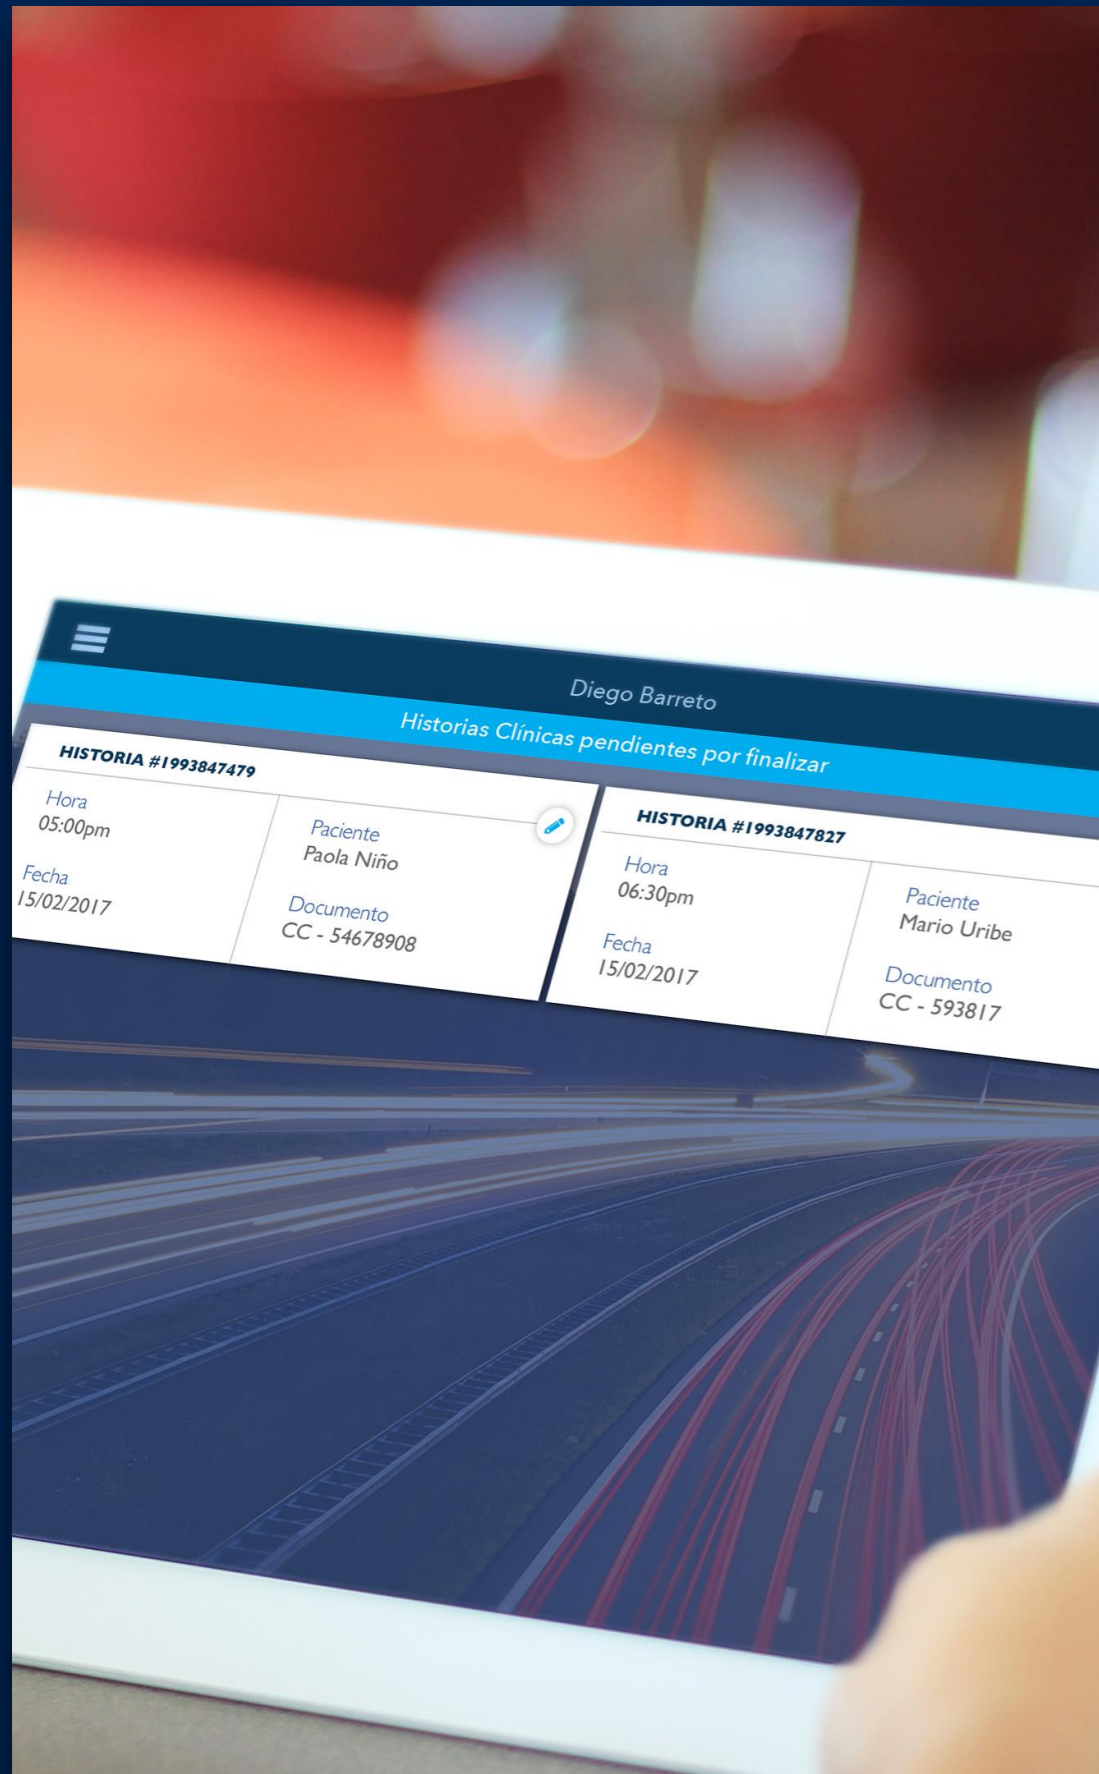 Diego Barreto
Historias Clínicas pendientes por finalizar
HISTORIA #1993847479
Hora
05:00pm
Fecha
15/02/2017
Paciente
Paola Niño
Documento
CC - 54678908
HISTORIA #1993847827
Hora
06:30pm
Fecha
15/02/2017
Paciente
Mario Uribe
Documento
CC - 593817